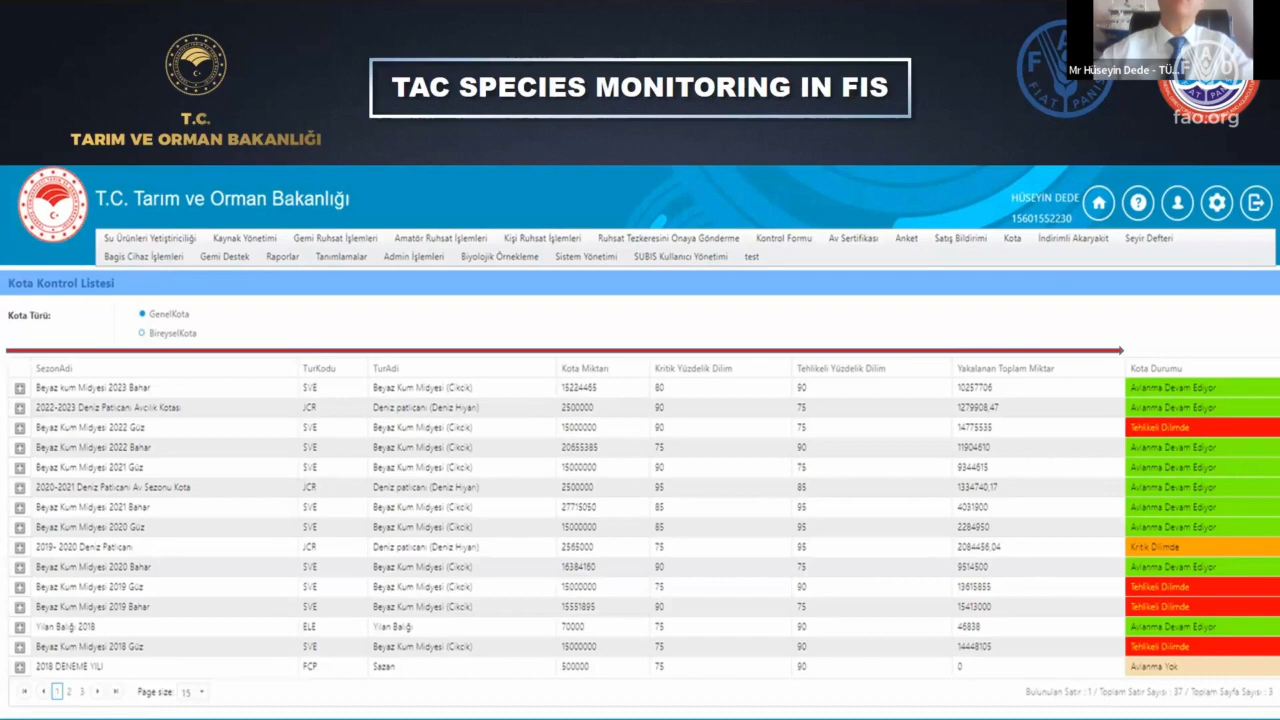 TAC SPECIES MONITORING IN FIS
T.C.
TARIM VE ORMAN BAKANLIĞI
Mr Hüseyin Dede - TÜ...
FIAT PANIS
fao.org
T.C. Tarım ve Orman Bakanlığı
HÜSEYİN DEDE
15601552230
Su Ürünleri Yetiştiriciliği Kaynak Yönetimi Gemi Ruhsat İşlemleri Amatör Ruhsat İşlemleri Kişi Ruhsat İşlemleri Ruhsat Tezkeresini Onaya Gönderme Kontrol Formu Av Sertifikası Anket Satış Bildirimi Kota İndirimli Akaryakıt Seyir Defteri
Bagis Cihaz İşlemleri Gemi Destek Raporlar Tanımlamalar Admin İşlemleri Biyolojik Örnekleme Sistem Yönetimi SUBIS Kullanıcı Yönetimi test
Kota Kontrol Listesi
Kota Türü:
GenelKota
BireyselKota
SezonAdi TurKodu TurAdi Kota Miktarı Kritik Yüzdelik Dilim Tehlikeli Yüzdelik Dilim Yakalanan Toplam Miktar Kota Durumu
Beyaz kum Midyesi 2023 Bahar SVE Beyaz Kum Midyesi (Cikcik) 15224465 80 90 10257706 Avlanma Devam Ediyor
2022-2023 Deniz Patlıcanı Avcılık Kotası JCR Deniz patlıcanı (Deniz Hıyarı) 2500000 90 75 1279908,47 Avlanma Devam Ediyor
Beyaz Kum Midyesi 2022 Güz SVE Beyaz Kum Midyesi (Cikcik) 15000000 90 75 14775535 Tehlikeli Dilimde
Beyaz Kum Midyesi 2022 Bahar SVE Beyaz Kum Midyesi (Cikcik) 20655385 75 90 11904610 Avlanma Devam Ediyor
Beyaz Kum Midyesi 2021 Güz SVE Beyaz Kum Midyesi (Cikcik) 15000000 90 75 9344615 Avlanma Devam Ediyor
2020-2021 Deniz Patlıcanı Av Sezonu Kota JCR Deniz patlıcanı (Deniz Hıyarı) 2500000 95 85 1334740,17 Avlanma Devam Ediyor
Beyaz Kum Midyesi 2021 Bahar SVE Beyaz Kum Midyesi (Cikcik) 27715050 85 95 4031900 Avlanma Devam Ediyor
Beyaz Kum Midyesi 2020 Güz SVE Beyaz Kum Midyesi (Cikcik) 15000000 85 95 2284950 Avlanma Devam Ediyor
2019- 2020 Deniz Patlıcanı JCR Deniz patlıcanı (Deniz Hıyarı) 2565000 75 95 2084456,04 Kritik Dilimde
Beyaz Kum Midyesi 2020 Bahar SVE Beyaz Kum Midyesi (Cikcik) 16384160 90 75 9514500 Avlanma Devam Ediyor
Beyaz Kum Midyesi 2019 Güz SVE Beyaz Kum Midyesi (Cikcik) 15000000 75 90 13615855 Tehlikeli Dilimde
Beyaz Kum Midyesi 2019 Bahar SVE Beyaz Kum Midyesi (Cikcik) 15551895 90 75 15413000 Tehlikeli Dilimde
Yılan Balığı 2018 ELE Yılan Balığı 70000 75 90 46838 Avlanma Devam Ediyor
Beyaz Kum Midyesi 2018 Güz SVE Beyaz Kum Midyesi (Cikcik) 15000000 75 90 14448105 Tehlikeli Dilimde
2018 DENEME YILI FCP Sazan 500000 75 90 0 Avlanma Yok
1 2 3 Page size: 15 Bulunulan Satır : 1 / Toplam Satır Sayısı : 37 / Toplam Sayfa Sayısı : 3